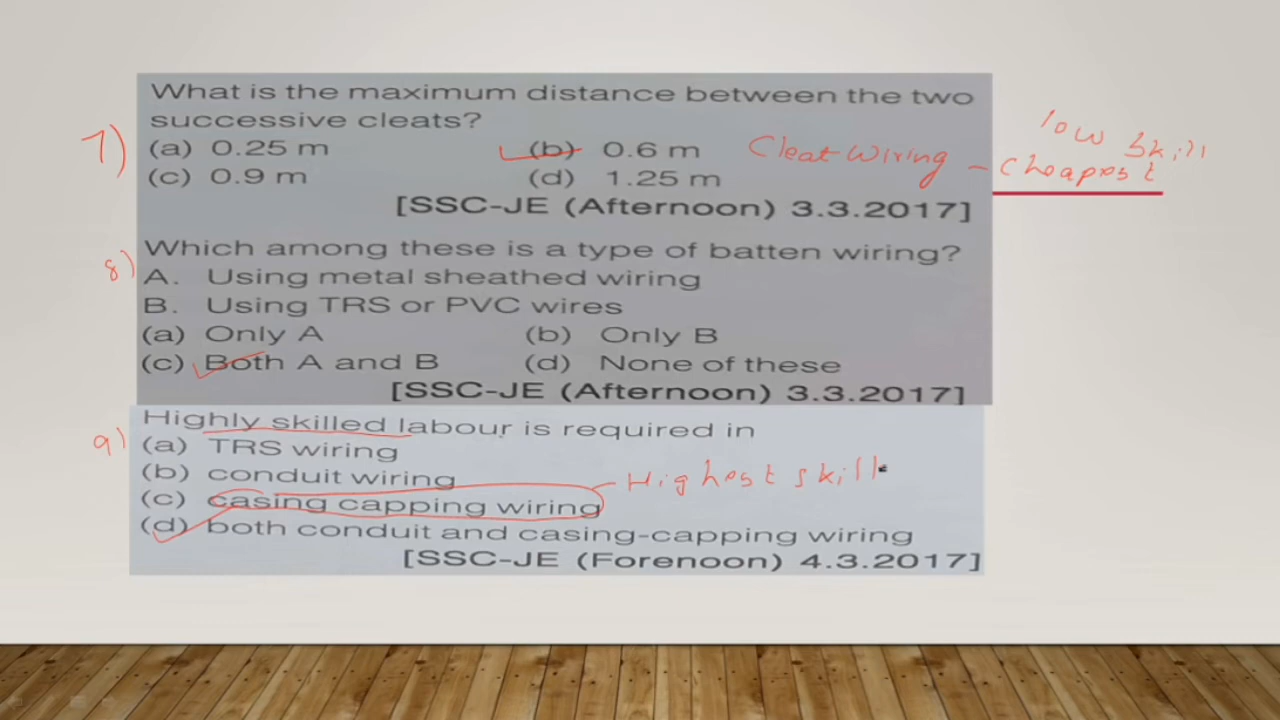 7)
What is the maximum distance between the two
successive cleats?
(a) 0.25 m (b) 0.6 m
(c) 0.9 m (d) 1.25 m
Cleat Wiring - cheapest
low skill
[SSC-JE (Afternoon) 3.3.2017]
8)
Which among these is a type of batten wiring?
A. Using metal sheathed wiring
B. Using TRS or PVC wires
(a) Only A (b) Only B
(c) Both A and B (d) None of these
[SSC-JE (Afternoon) 3.3.2017]
9)
Highly skilled labour is required in
(a) TRS wiring
(b) conduit wiring
(c) casing capping wiring
Highest skill
(d) both conduit and casing-capping wiring
[SSC-JE (Forenoon) 4.3.2017]